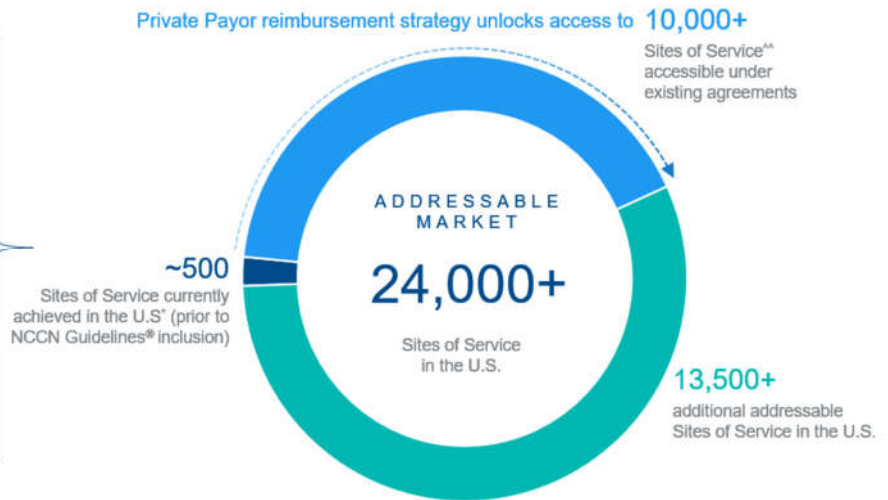 Private Payor reimbursement strategy unlocks access to 10,000+
Sites of Service^^
accessible under
existing agreements
ADDRESSABLE
MARKET
24,000+
Sites of Service
in the U.S.
~500
Sites of Service currently
achieved in the U.S* (prior to
NCCN Guidelines® inclusion)
13,500+
additional addressable
Sites of Service in the U.S.